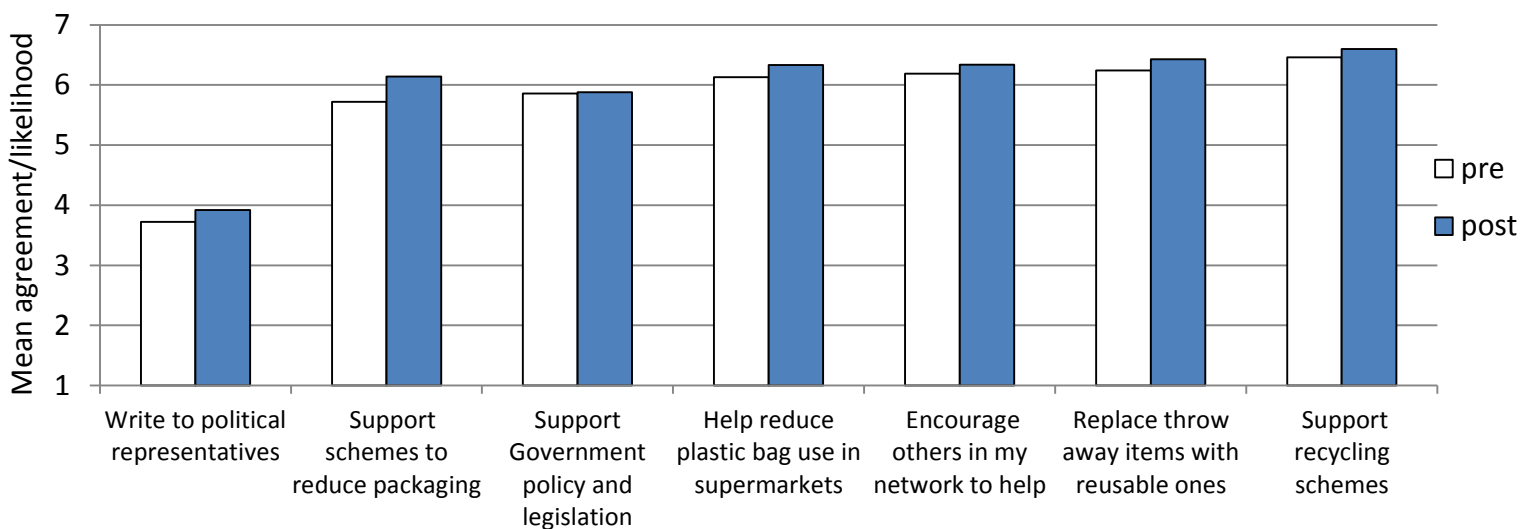 Mean agreement/likelihood
7
6
5
4
3
2
1
Write to political
representatives
Support
schemes to
reduce packaging
Support
Government
policy and
legislation
Help reduce
plastic bag use in
supermarkets
Encourage
others in my
network to help
Replace throw
away items with
reusable ones
Support
recycling
schemes
pre
post